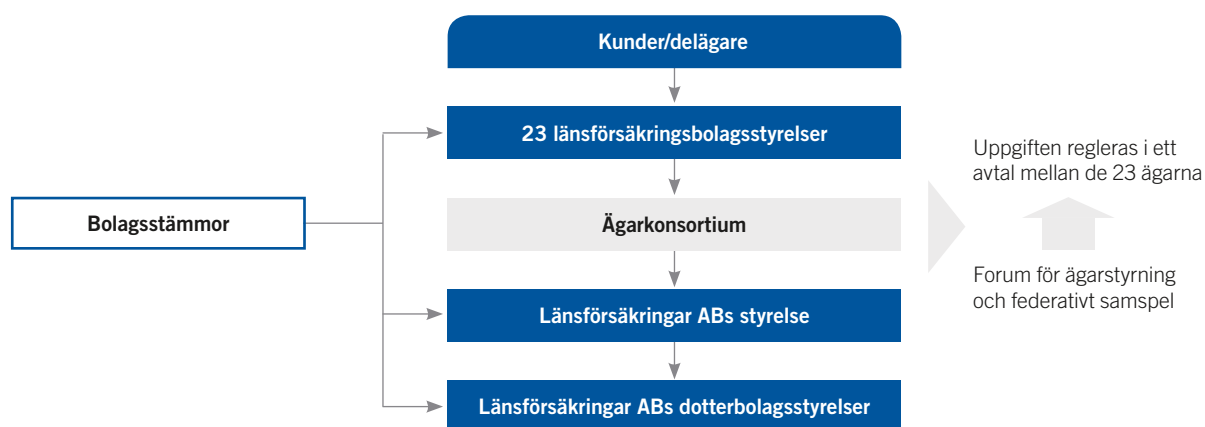 Kunder/delägare
23 länsförsäkringsbolagsstyrelser
Bolagsstämmor
Ägarkonsortium
Länsförsäkringar ABs styrelse
Länsförsäkringar ABs dotterbolagsstyrelser
Uppgiften regleras i ett
avtal mellan de 23 ägarna
Forum för ägarstyrning
och federativt samspel